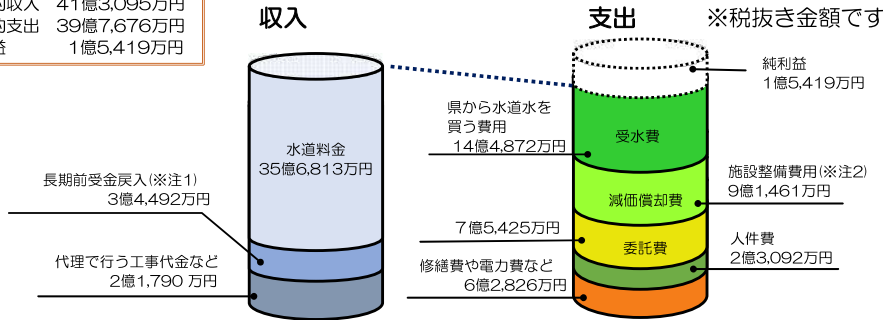 収入 41億3,095万円
支出 39億7,676万円
益 1億5,419万円
収入
支出
※税抜き金額です
水道料金
35億6,813万円
長期前受金戻入(※注1)
3億4,492万円
代理で行う工事代金など
2億1,790 万円
純利益
1億5,419万円
県から水道水を
買う費用
14億4,872万円
受水費
施設整備費用(※注2)
9億1,461万円
減価償却費
7億5,425万円
委託費
人件費
2億3,092万円
修繕費や電力費など
6億2,826万円